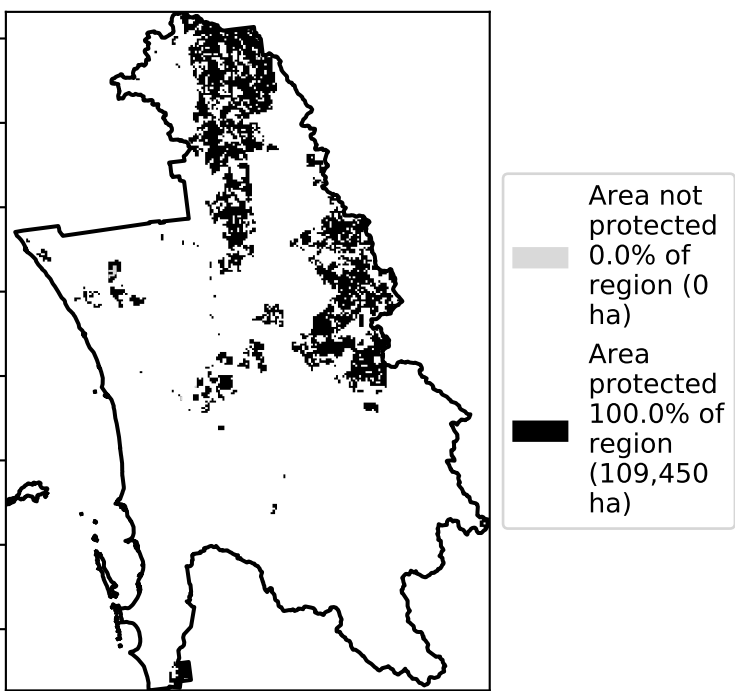 Area not
protected
0.0% of
region (0
ha)
Area
protected
100.0% of
region
(109,450
ha)